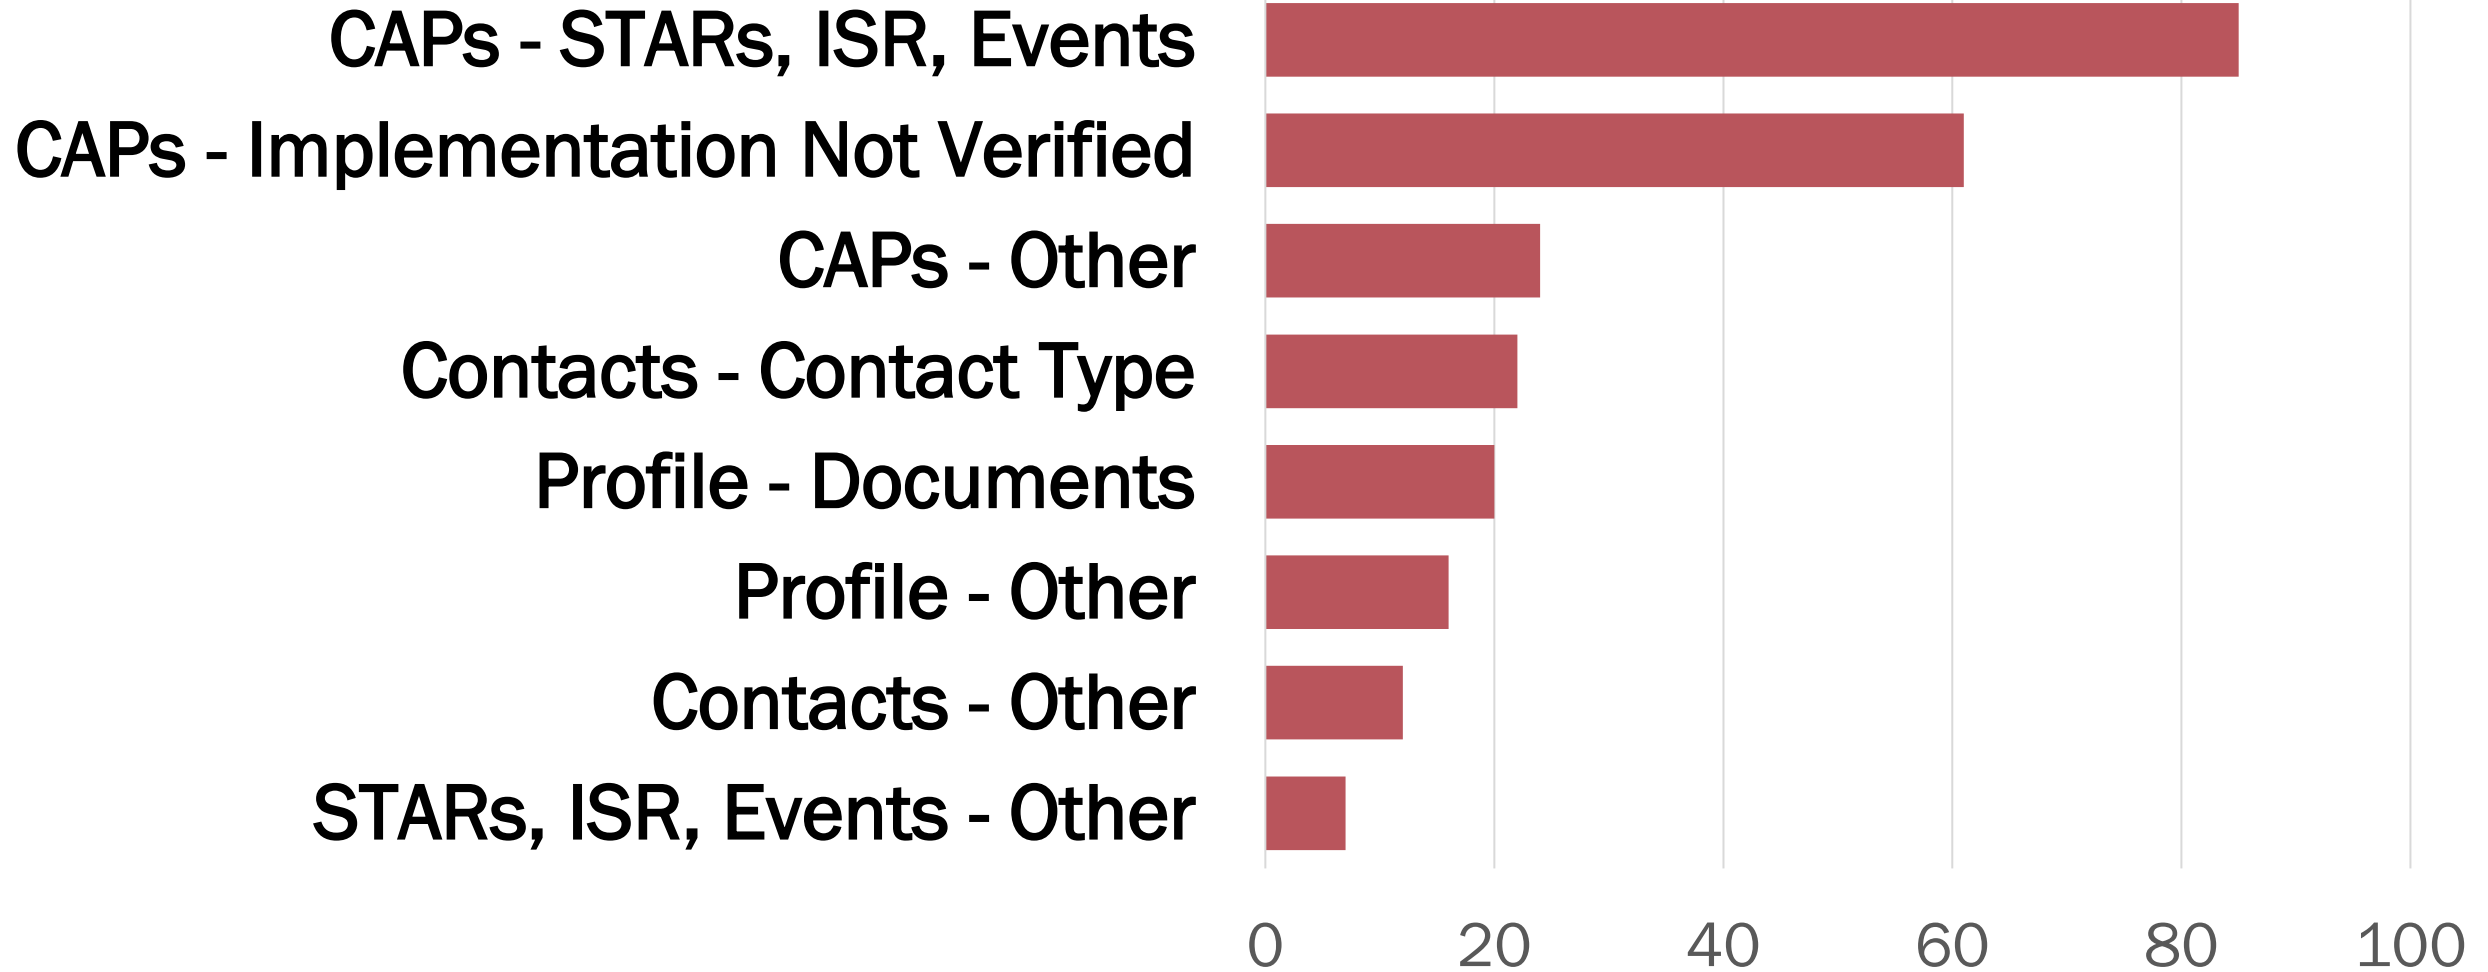 CAPs - STARs, ISR, Events
CAPs - Implementation Not Verified
CAPs - Other
Contacts - Contact Type
Profile - Documents
Profile - Other
Contacts - Other
STARs, ISR, Events - Other
0 20 40 60 80 100